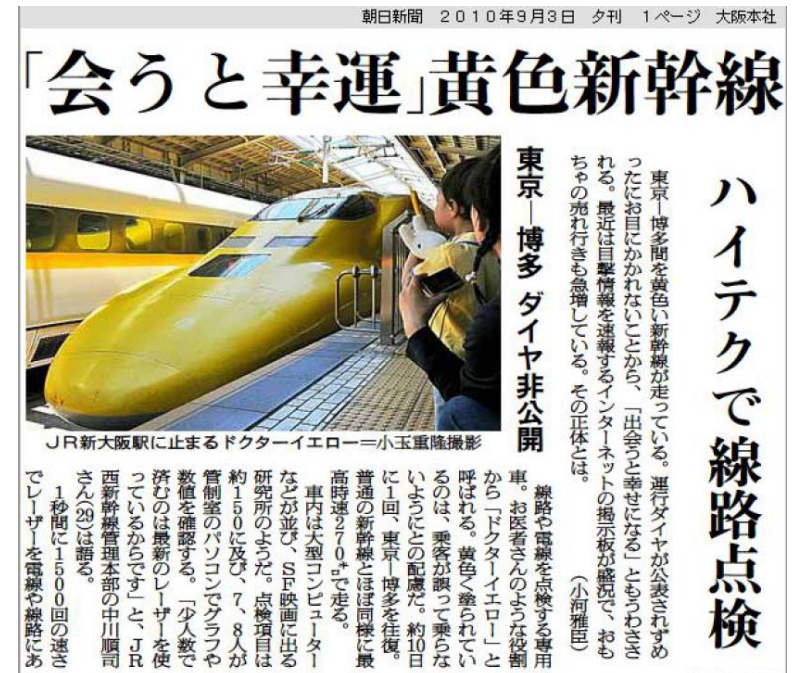 朝日新聞 2010年9月3日 夕刊 1ページ 大阪本社
「会うと幸運」黄色新幹線
ハイテクで線路点検
東京―博多 ダイヤ非公開
東京―博多間を黄色い新幹線が走っている。運行ダイヤが公表されずめ
ったにお目にかかれないことから、「出会うと幸せになる」ともうわささ
れる。最近は目撃情報を速報するインターネットの掲示板が盛況で、おも
ちゃの売れ行きも急増している。その正体とは。
(小河雅臣)
JR新大阪駅に止まるドクターイエロー=小玉重隆撮影
線路や電線を点検する専用
車。お医者さんのような役割
から「ドクターイエロー」と
呼ばれる。黄色く塗られてい
るのは、乗客が誤って乗らな
いようにとの配慮だ。約10日
に1回、東京―博多を往復。
普通の新幹線とほぼ同様に最
高時速270㌔で走る。
車内は大型コンピューター
などが並び、SF映画に出る
研究所のようだ。点検項目は
約150に及び、7、8人が
管制室のパソコンでグラフや
数値を確認する。「少人数で
済むのは最新のレーザーを使
っているからです」と、JR
西新幹線管理本部の中川順司
さん(29)は語る。
1秒間に1500回の速さ
でレーザーを電線や線路にあ